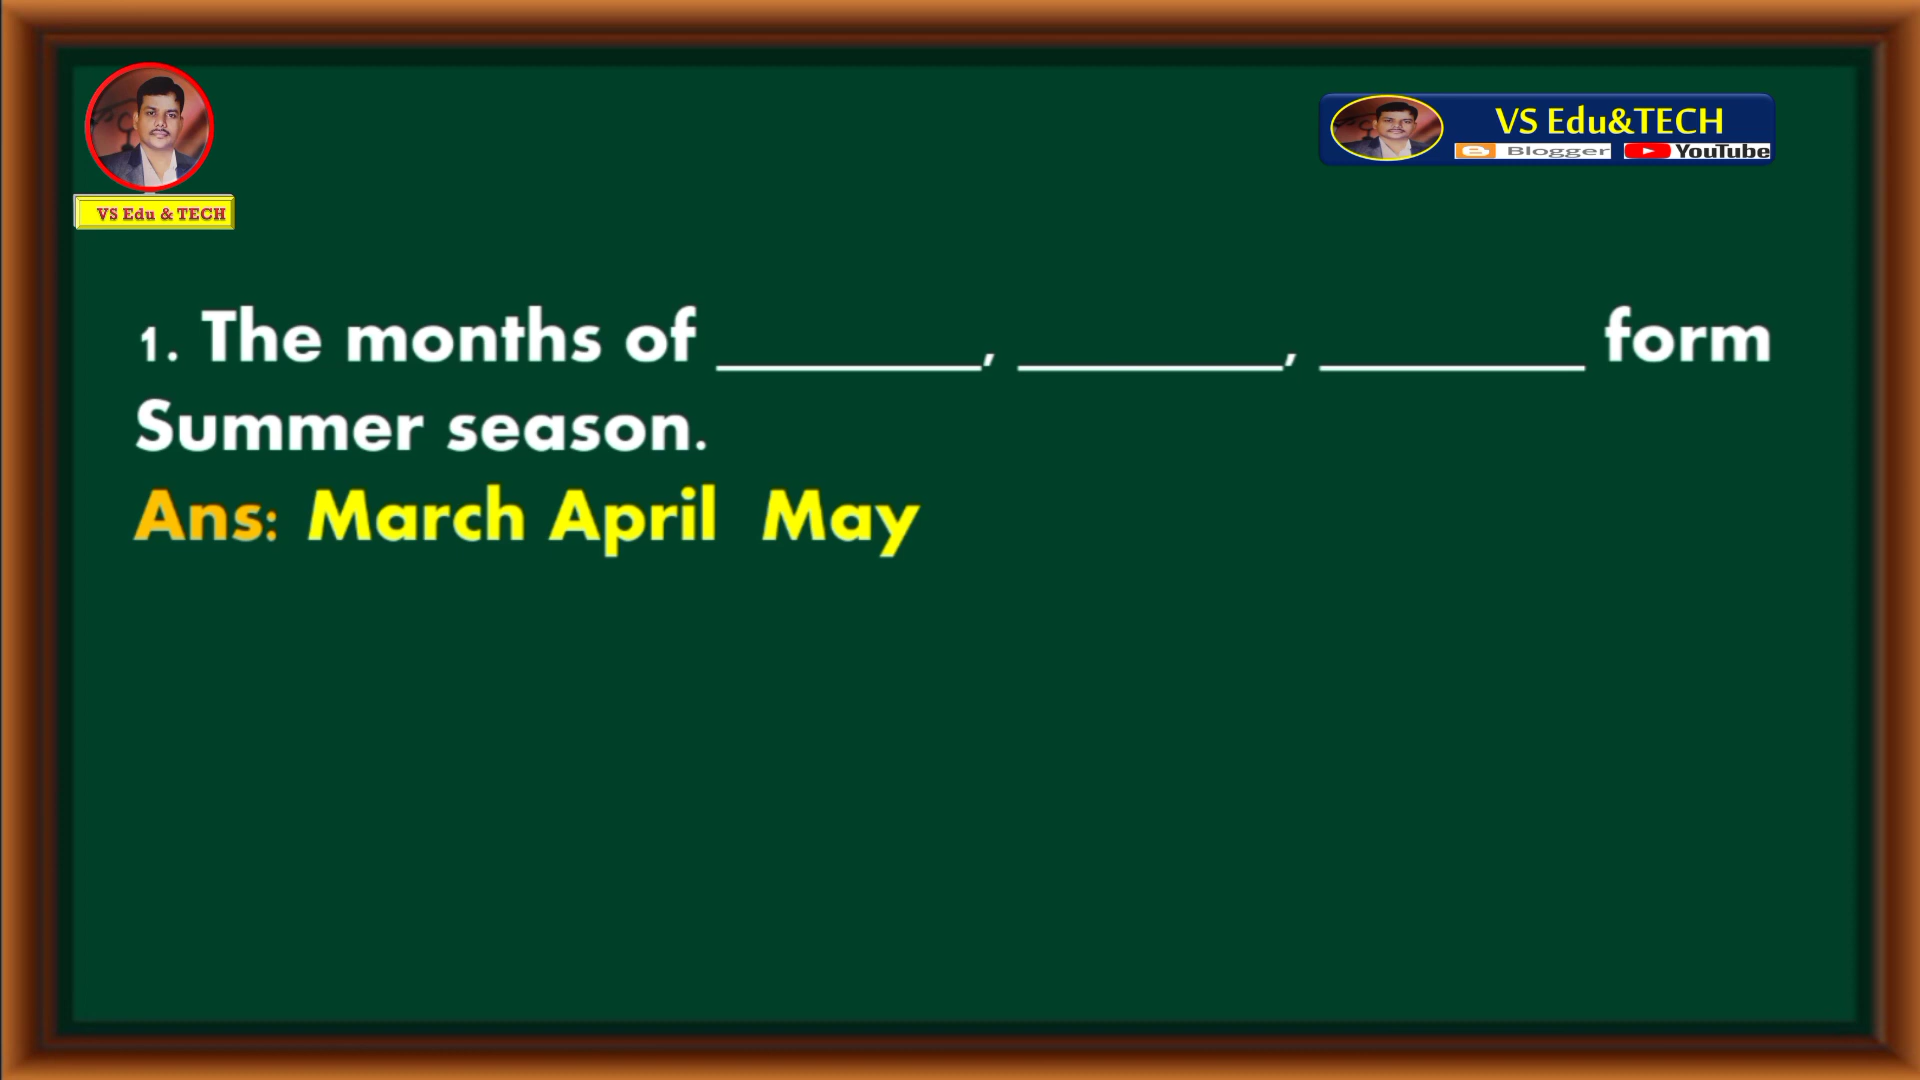 VS Edu & TECH
VS Edu&TECH
Blogger YouTube
1. The months of ________, ________, ________ form
Summer season.
Ans: March April May